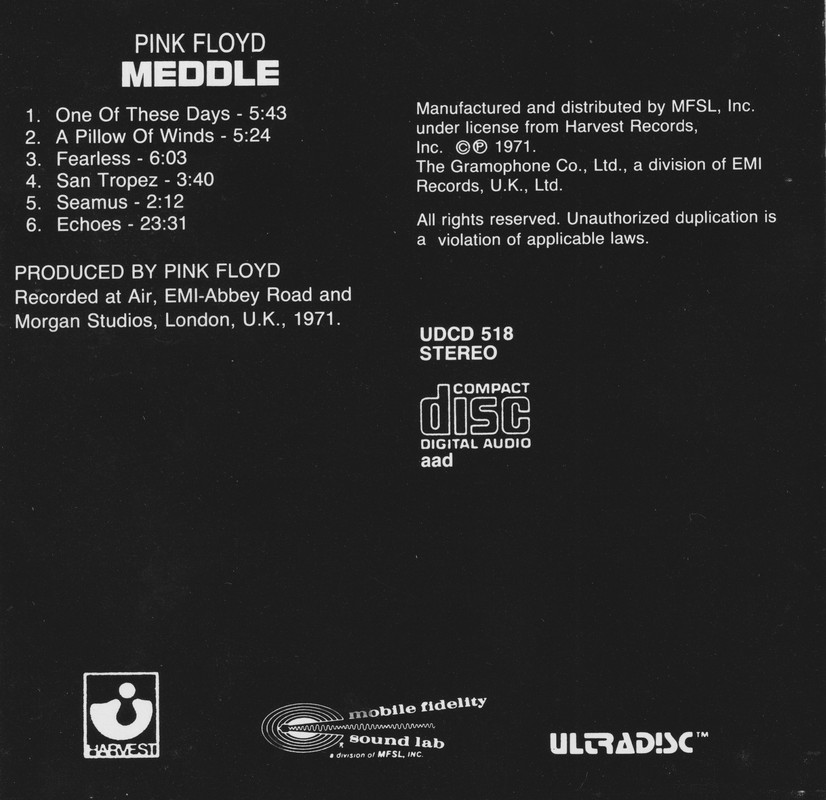 PINK FLOYD
MEDDLE
1. One Of These Days - 5:43
2. A Pillow Of Winds - 5:24
3. Fearless - 6:03
4. San Tropez - 3:40
5. Seamus - 2:12
6. Echoes - 23:31
PRODUCED BY PINK FLOYD
Recorded at Air, EMI-Abbey Road and
Morgan Studios, London, U.K., 1971.
Manufactured and distributed by MFSL, Inc.
under license from Harvest Records,
Inc. ©℗ 1971.
The Gramophone Co., Ltd., a division of EMI
Records, U.K., Ltd.
All rights reserved. Unauthorized duplication is
a violation of applicable laws.
UDCD 518
STEREO
COMPACT
disc
DIGITAL AUDIO
aad
HARVEST
mobile fidelity
sound lab
a division of MFSL, INC.
ULTRADISC™